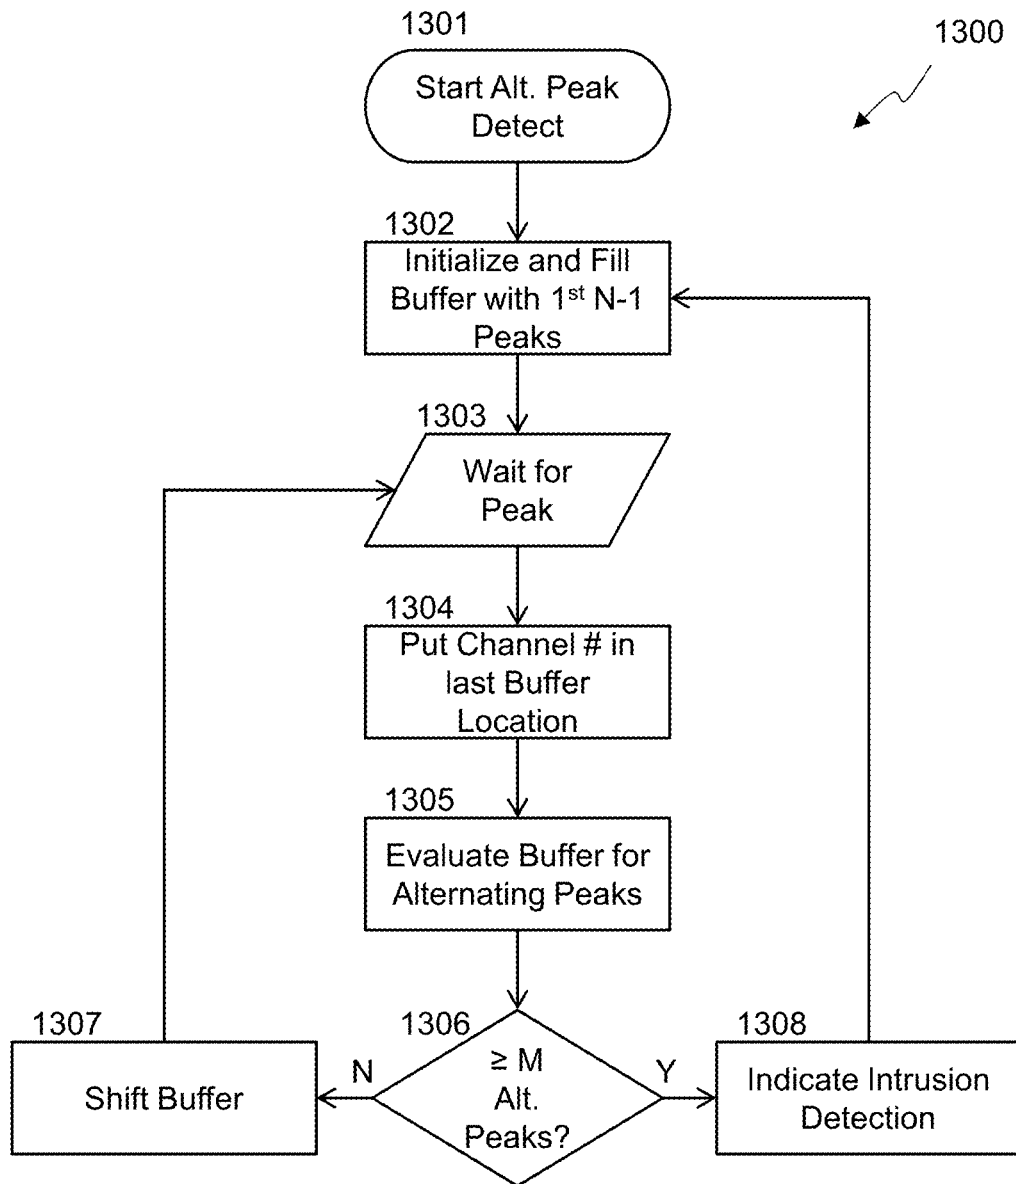 1301
1300
Start Alt. Peak
Detect
1302
Initialize and Fill
Buffer with 1st N-1
Peaks
1303
Wait for
Peak
1304
Put Channel # in
last Buffer
Location
1305
Evaluate Buffer for
Alternating Peaks
1307
1306
1308
Shift Buffer
N
≥ M
Alt.
Peaks?
Y
Indicate Intrusion
Detection